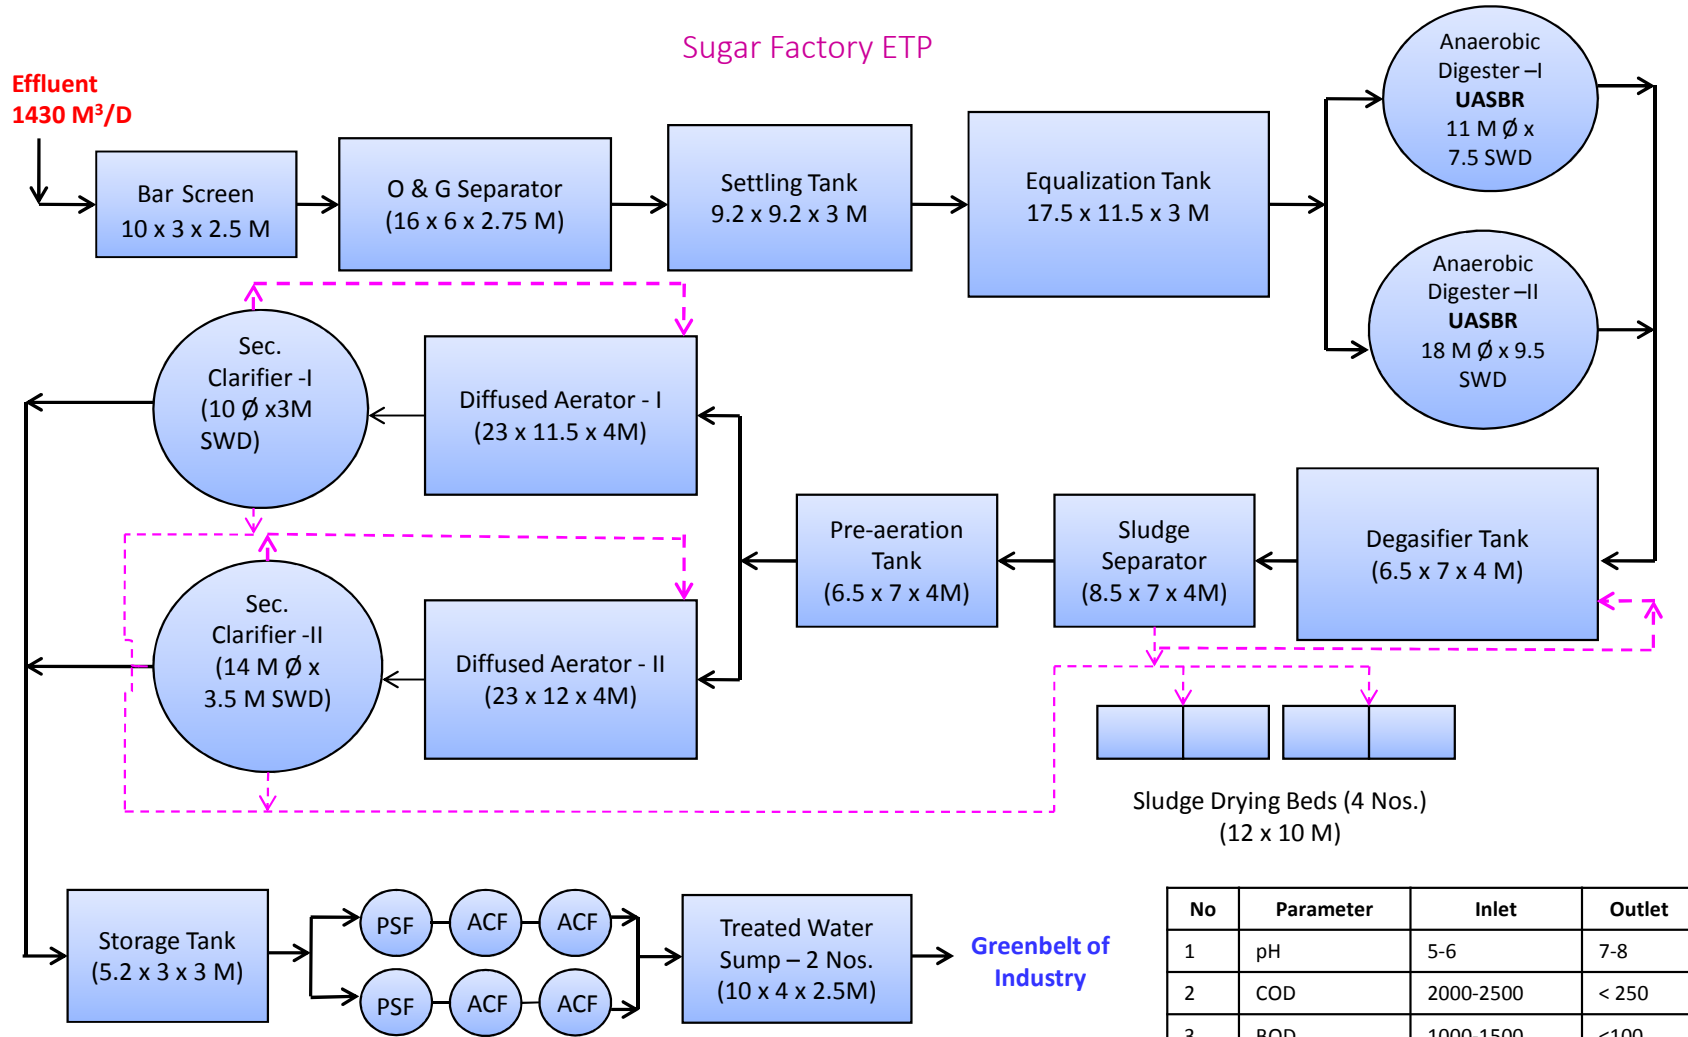 Sugar Factory ETP
Effluent
1430 M³/D
Bar Screen
10 x 3 x 2.5 M
O & G Separator
(16 x 6 x 2.75 M)
Settling Tank
9.2 x 9.2 x 3 M
Equalization Tank
17.5 x 11.5 x 3 M
Anaerobic
Digester –I
UASBR
11 M Ø x
7.5 SWD
Anaerobic
Digester –II
UASBR
18 M Ø x 9.5
SWD
Sec.
Clarifier -I
(10 Ø x3M
SWD)
Diffused Aerator - I
(23 x 11.5 x 4M)
Pre-aeration
Tank
(6.5 x 7 x 4M)
Sludge
Separator
(8.5 x 7 x 4M)
Degasifier Tank
(6.5 x 7 x 4 M)
Sec.
Clarifier -II
(14 M Ø x
3.5 M SWD)
Diffused Aerator - II
(23 x 12 x 4M)
Sludge Drying Beds (4 Nos.)
(12 x 10 M)
Storage Tank
(5.2 x 3 x 3 M)
PSF ACF ACF
PSF ACF ACF
Treated Water
Sump – 2 Nos.
(10 x 4 x 2.5M)
Greenbelt of
Industry
No Parameter Inlet Outlet
1 pH 5-6 7-8
2 COD 2000-2500 < 250
3 BOD 1000-1500 <100